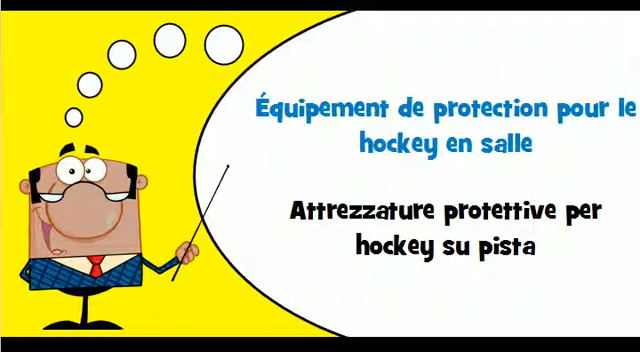 Équipement de protection pour le
hockey en salle
Attrezzature protettive per
hockey su pista